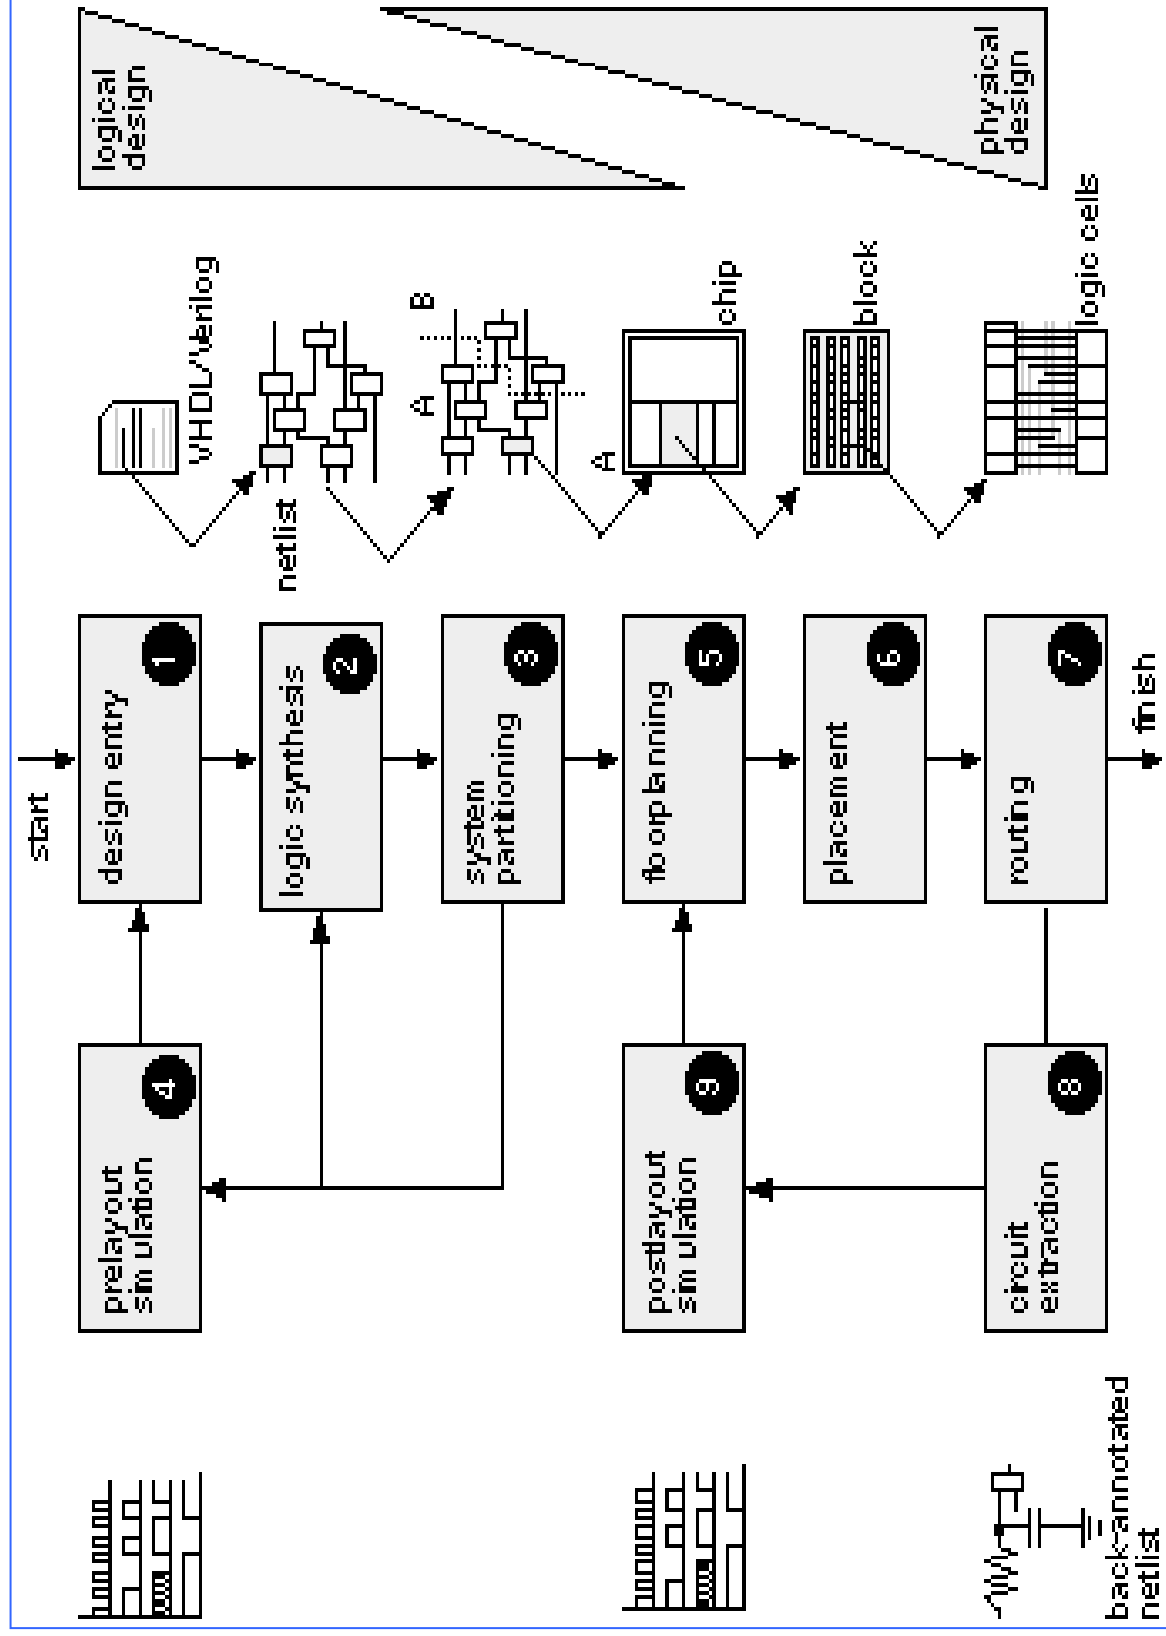 start
prelayout
simulation
4
design entry
1
VHDL/Verilog
logical
design
logic synthesis
2
netlist
system
partitioning
3
A
B
postlayout
simulation
9
floorplanning
5
A
chip
placement
6
block
circuit
extraction
8
routing
7
logic cells
physical
design
back-annotated
netlist
finish